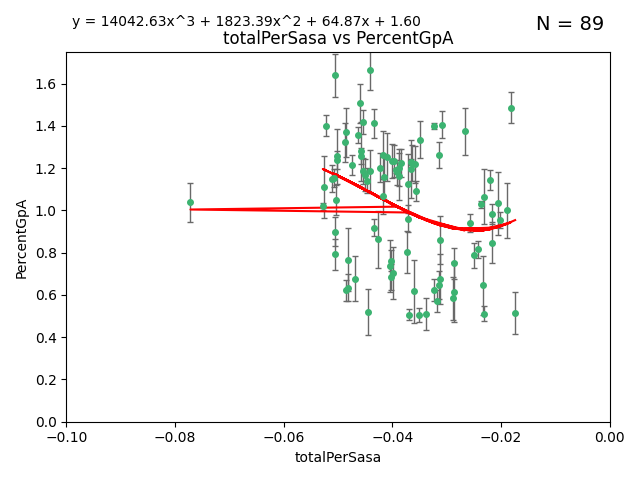 y = 14042.63x^3 + 1823.39x^2 + 64.87x + 1.60
N = 89
totalPerSasa vs PercentGpA
PercentGpA
1.6
1.4
1.2
1.0
0.8
0.6
0.4
0.2
0.0
−0.10 −0.08 −0.06 −0.04 −0.02 0.00
totalPerSasa